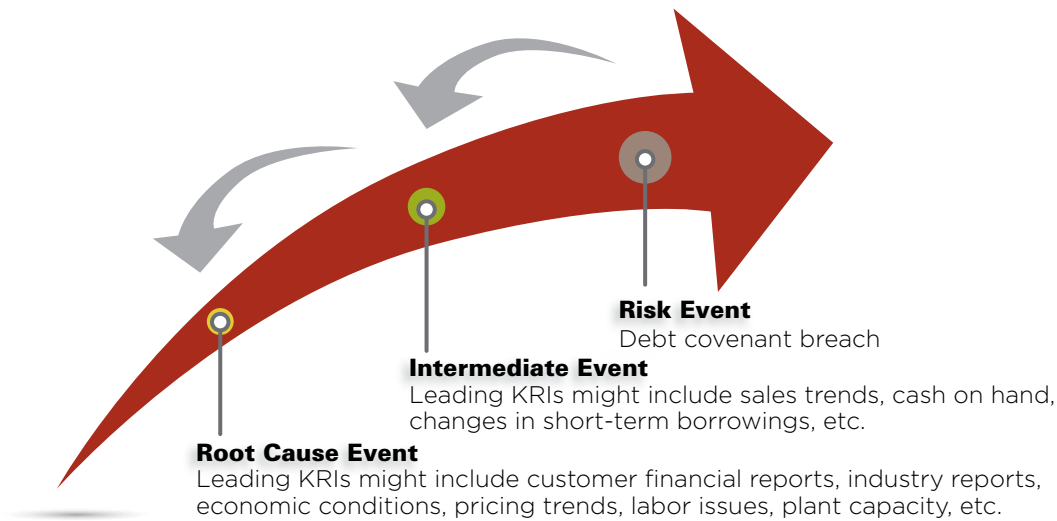 Risk Event
Debt covenant breach
Intermediate Event
Leading KRIs might include sales trends, cash on hand,
changes in short-term borrowings, etc.
Root Cause Event
Leading KRIs might include customer financial reports, industry reports,
economic conditions, pricing trends, labor issues, plant capacity, etc.